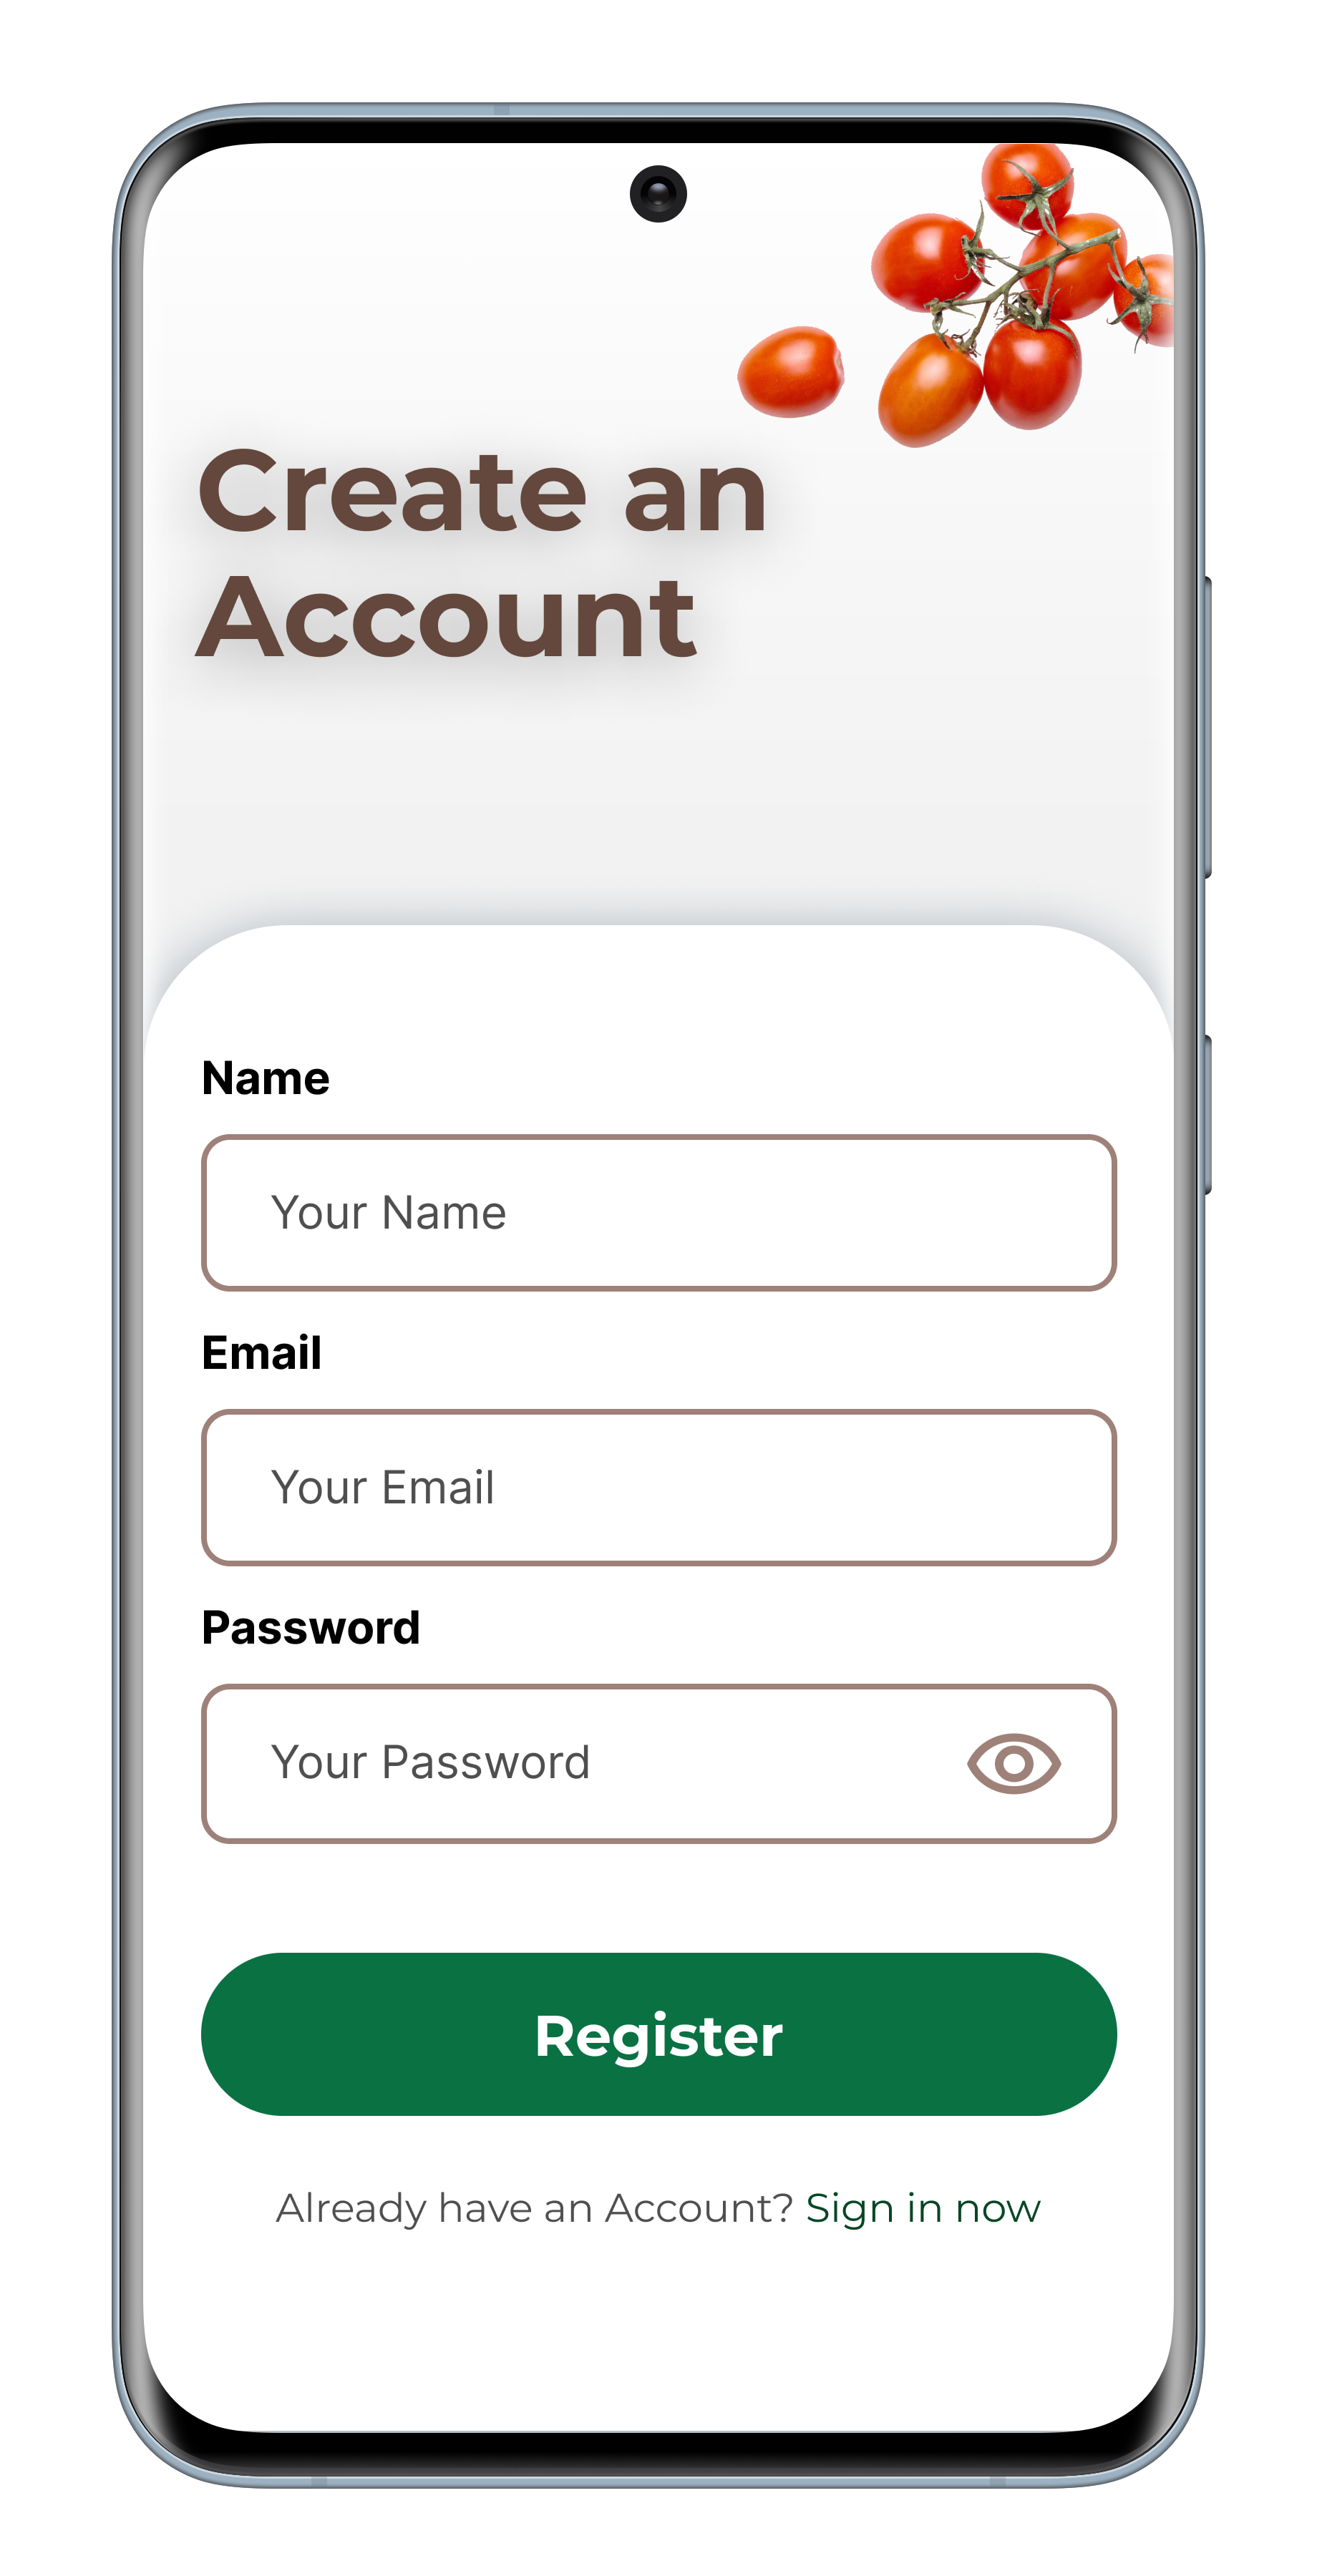 Create an
Account
Name
Your Name
Email
Your Email
Password
Your Password
Register
Already have an Account? Sign in now